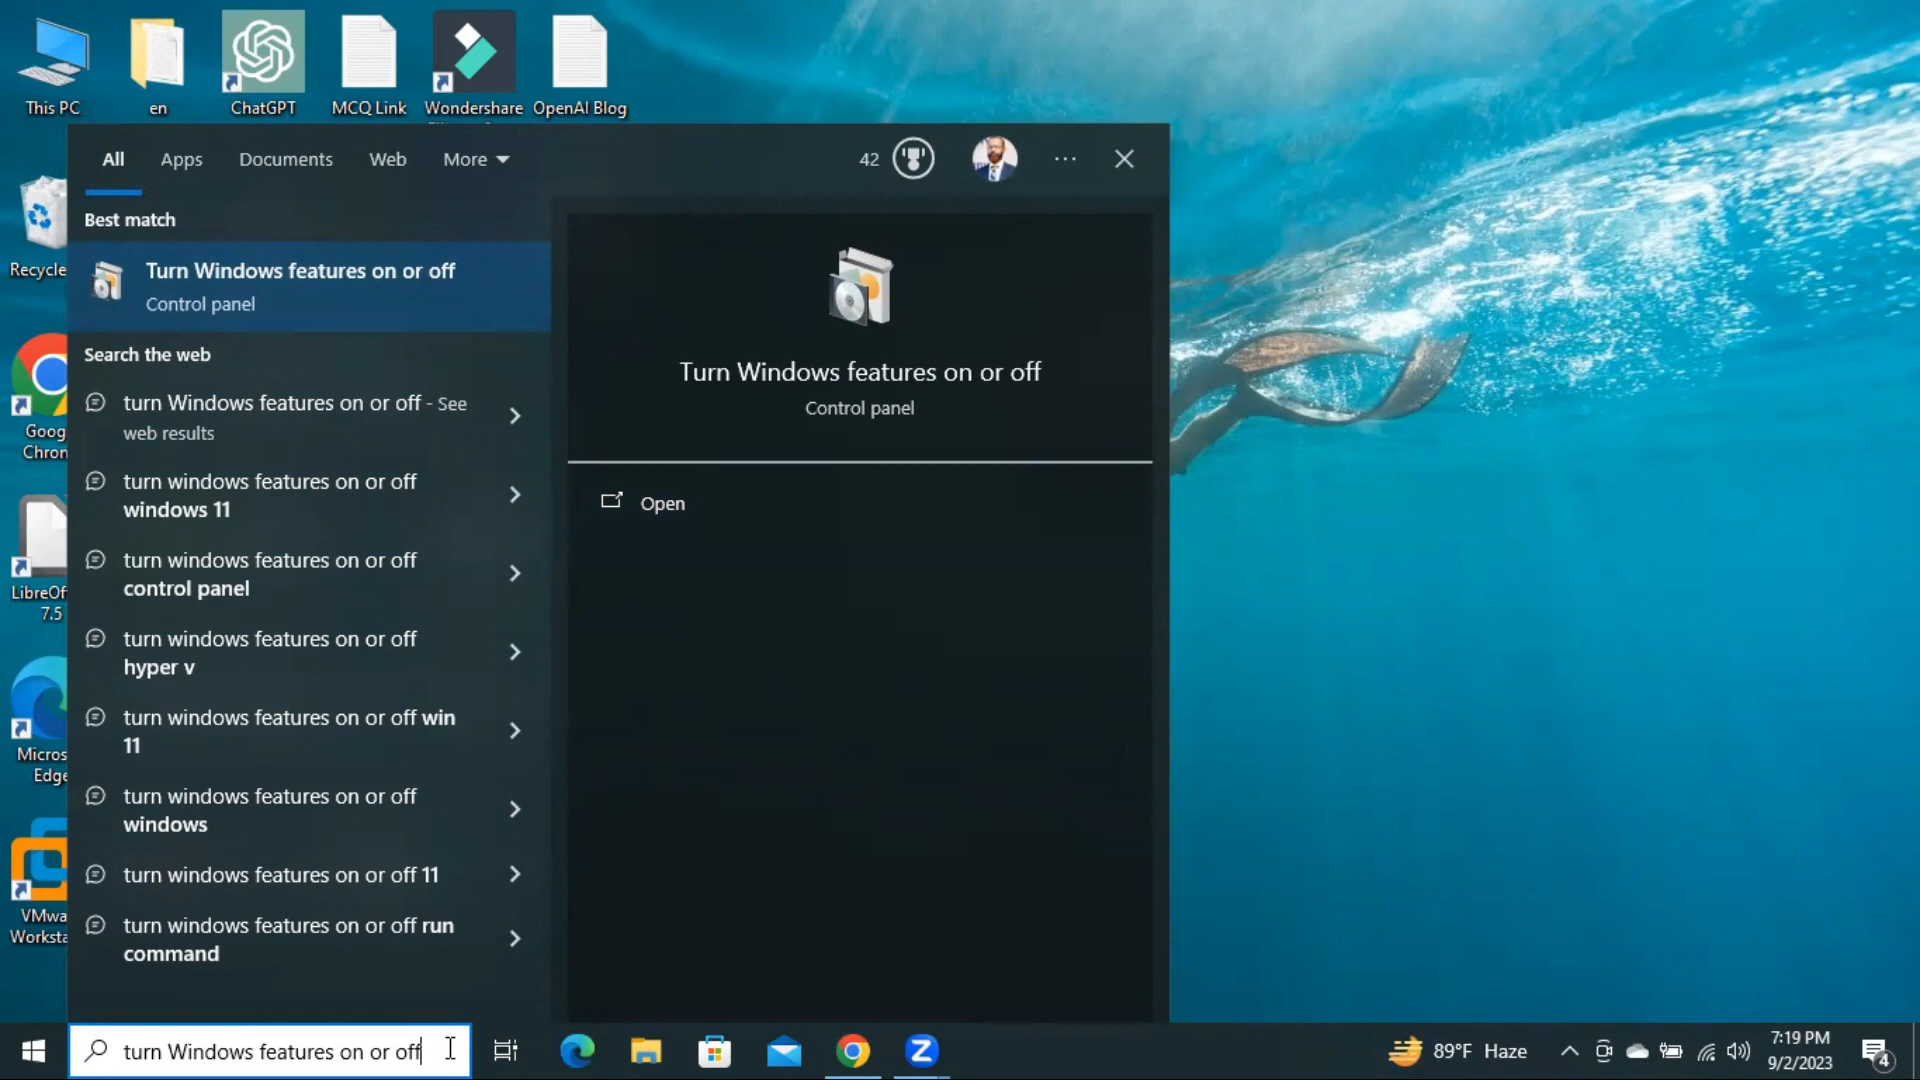 This PC
en
ChatGPT
MCQ Link
Wondershare
OpenAI Blog
All
Apps
Documents
Web
More
42
Best match
Turn Windows features on or off
Control panel
Search the web
turn Windows features on or off - See
web results
turn windows features on or off
windows 11
turn windows features on or off
control panel
turn windows features on or off
hyper v
turn windows features on or off win
11
turn windows features on or off
windows
turn windows features on or off 11
turn windows features on or off run
command
Turn Windows features on or off
Control panel
Open
Recycle
Goog
Chron
LibreOf
7.5
Micros
Edge
VMwa
Worksta
turn Windows features on or off
89°F Haze
7:19 PM
9/2/2023
4